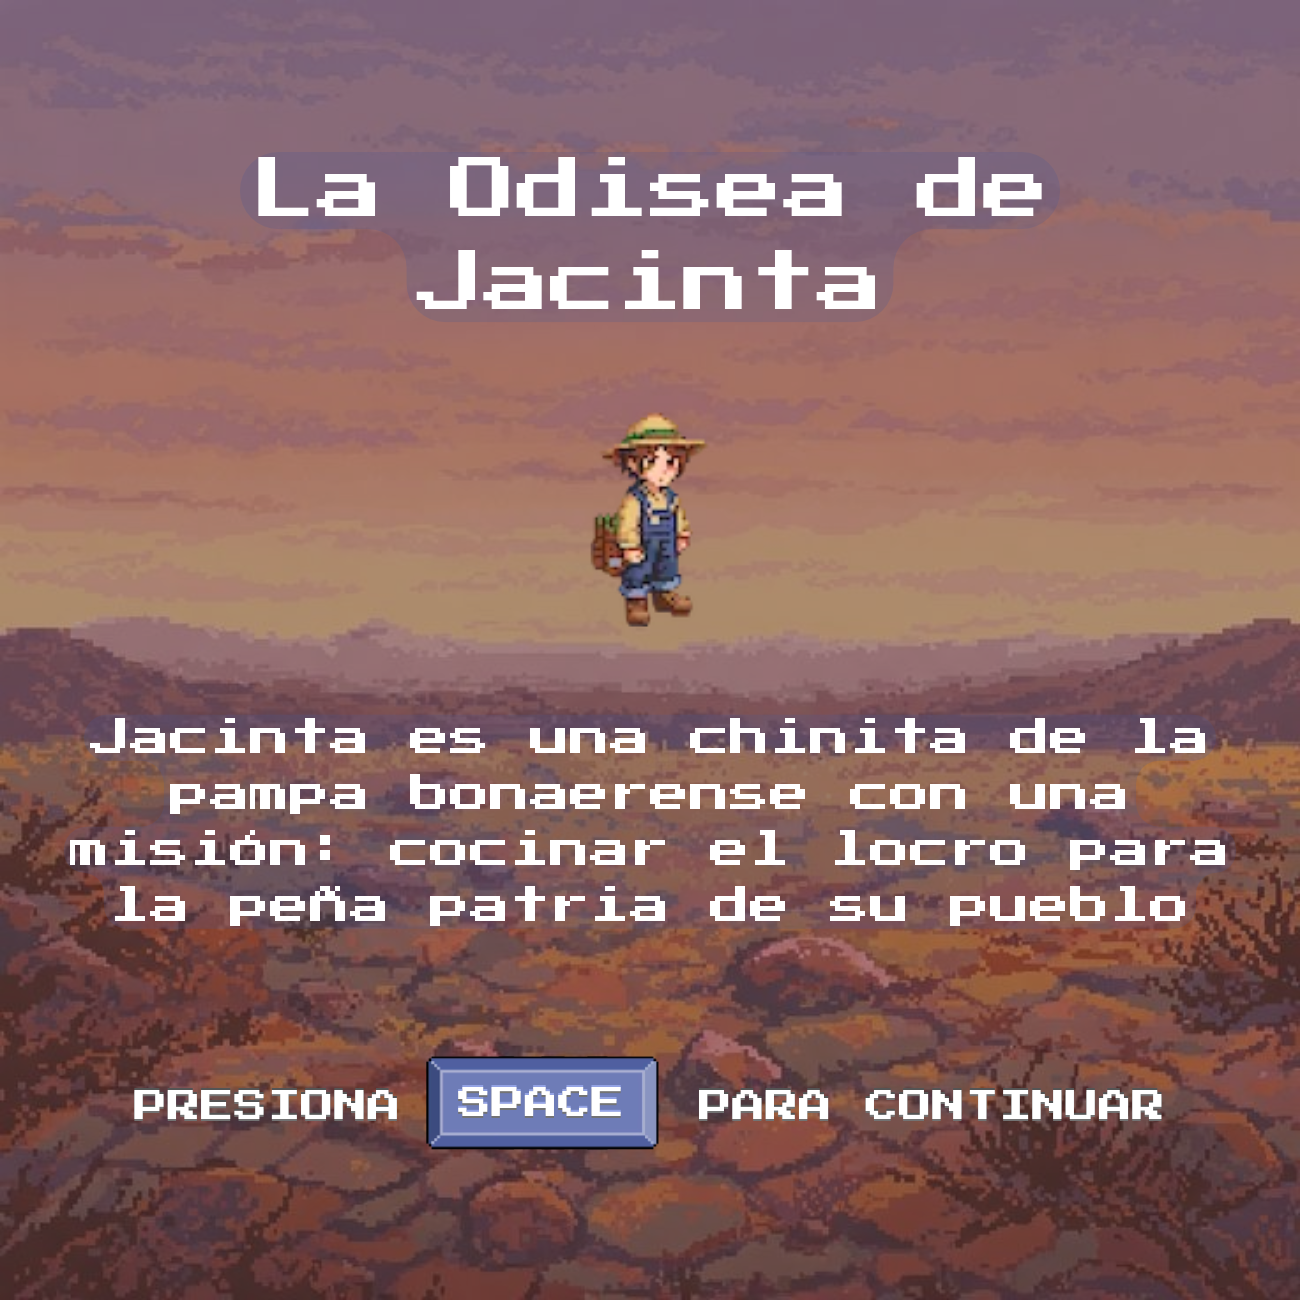 La Odisea de
Jacinta
Jacinta es una chinita de la
pampa bonaerense con una
misión: cocinar el locro para
la peña patria de su pueblo
PRESIONA SPACE PARA CONTINUAR